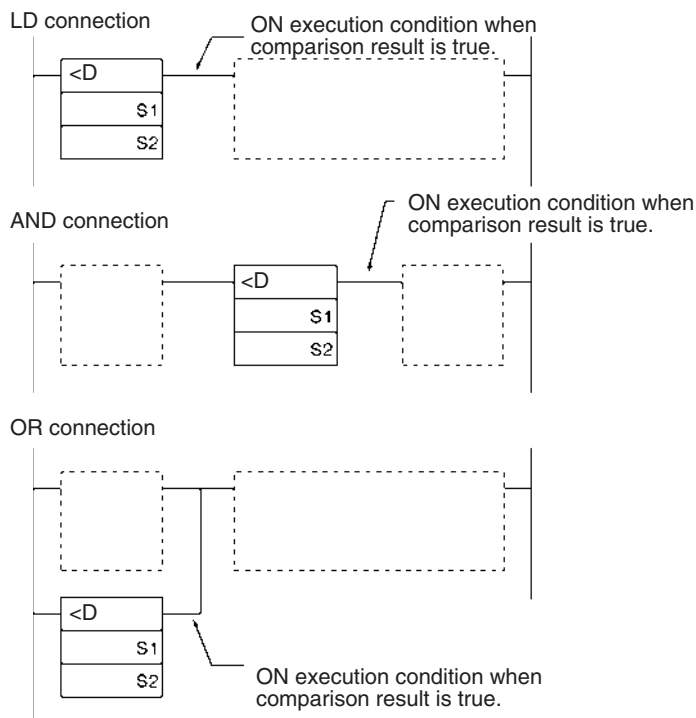 LD connection
ON execution condition when
comparison result is true.
<D
S1
S2
AND connection
ON execution condition when
comparison result is true.
<D
S1
S2
OR connection
<D
S1
S2
ON execution condition when
comparison result is true.